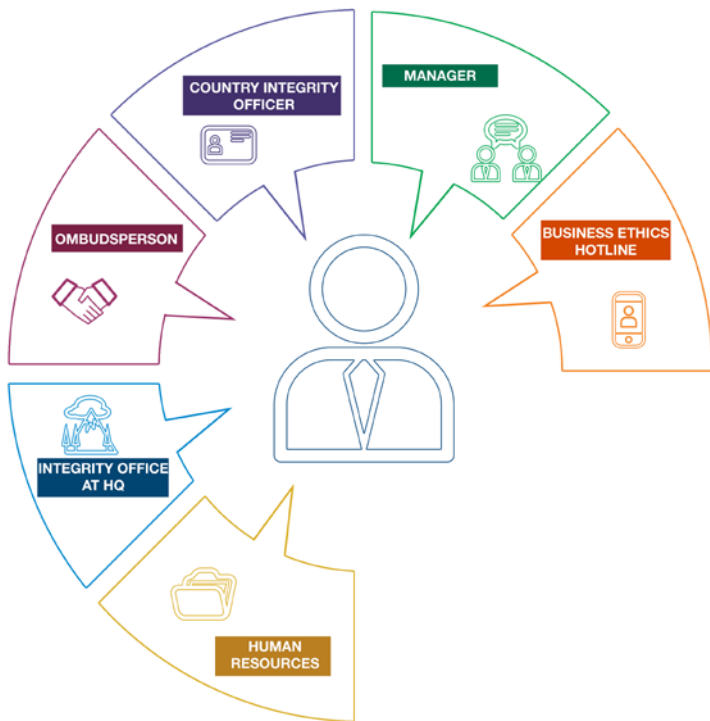 COUNTRY INTEGRITY
OFFICER
MANAGER
OMBUDSPERSON
BUSINESS ETHICS
HOTLINE
INTEGRITY OFFICE
AT HQ
HUMAN
RESOURCES